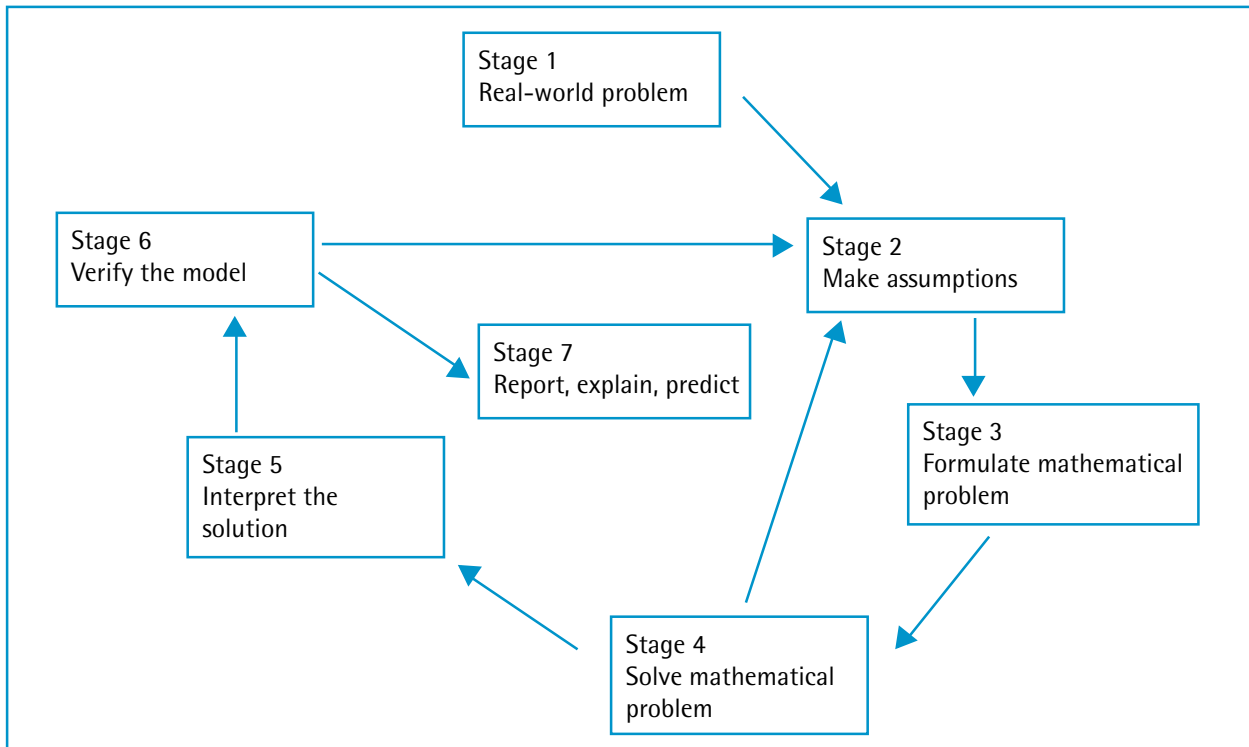 Stage 1
Real-world problem
Stage 6
Verify the model
Stage 2
Make assumptions
Stage 7
Report, explain, predict
Stage 3
Formulate mathematical
problem
Stage 5
Interpret the
solution
Stage 4
Solve mathematical
problem